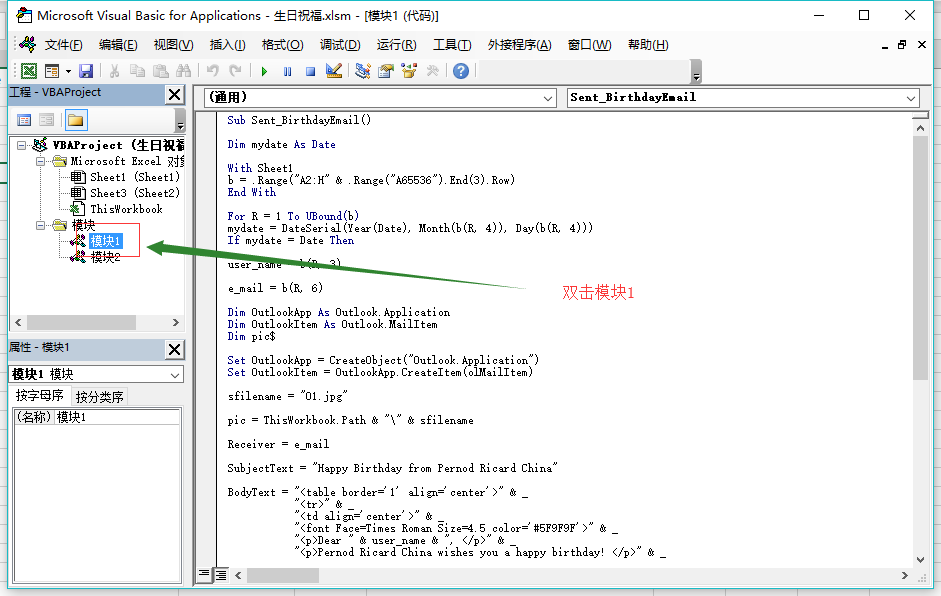 Microsoft Visual Basic for Applications - 生日祝福.xlsm - [模块1 (代码)]
文件(F) 编辑(E) 视图(V) 插入(I) 格式(O) 调试(D) 运行(R) 工具(T) 外接程序(A) 窗口(W) 帮助(H)
工程 - VBAProject
VBAProject (生日祝福
Microsoft Excel 对象
Sheet1 (Sheet1)
Sheet3 (Sheet2)
ThisWorkbook
模块
模块1
模块2
属性 - 模块1
模块1 模块
按字母序 按分类序
(名称) 模块1
(通用) Sent_BirthdayEmail
Sub Sent_BirthdayEmail()
Dim mydate As Date
With Sheet1
b = .Range("A2:H" & .Range("A65536").End(3).Row)
End With
For R = 1 To UBound(b)
mydate = DateSerial(Year(Date), Month(b(R, 4)), Day(b(R, 4)))
If mydate = Date Then
user_name = b(R, 3)
e_mail = b(R, 6)
Dim OutlookApp As Outlook.Application
Dim OutlookItem As Outlook.MailItem
Dim pic$
Set OutlookApp = CreateObject("Outlook.Application")
Set OutlookItem = OutlookApp.CreateItem(olMailItem)
sfilename = "01.jpg"
pic = ThisWorkbook.Path & "\" & sfilename
Receiver = e_mail
SubjectText = "Happy Birthday from Pernod Ricard China"
BodyText = "<table border='1' align='center'>" & _
"<tr>" & _
"<td align='center'>" & _
"<font Face=Times Roman Size=4.5 color='#5F9F9F'>" & _
"<p>Dear " & user_name & ", </p>" & _
"<p>Pernod Ricard China wishes you a happy birthday! </p>" & _
双击模块1